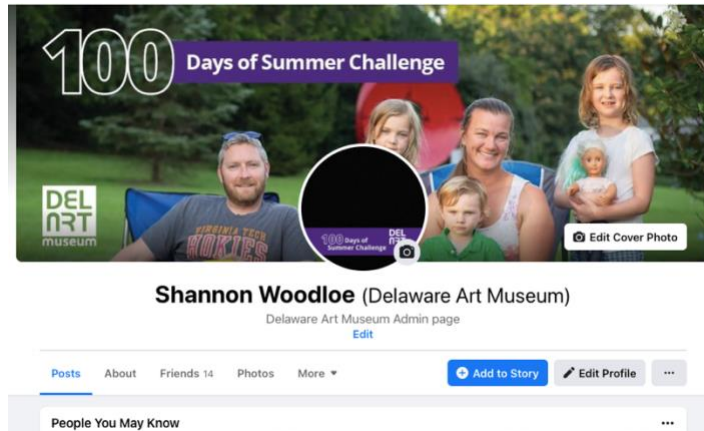 100 Days of Summer Challenge
VIRGINIA TECH
HOKIES
DEL
ART
museum
100 Days of
Summer Challenge
DEL
ART
Edit Cover Photo
Shannon Woodloe (Delaware Art Museum)
Delaware Art Museum Admin page
Edit
Posts About Friends 14 Photos More
Add to Story Edit Profile ...
People You May Know ...